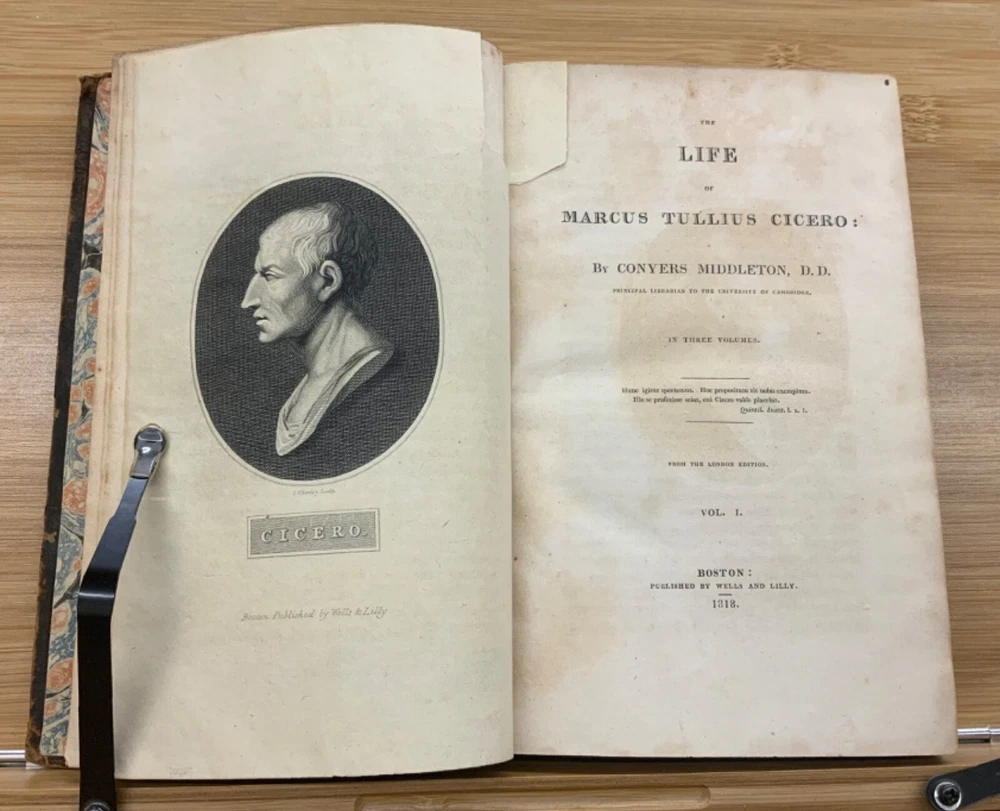 CICERO.
Boston Published by Wells & Lilly
THE
LIFE
OF
MARCUS TULLIUS CICERO:
By CONYERS MIDDLETON, D. D.
PRINCIPAL LIBRARIAN TO THE UNIVERSITY OF CAMBRIDGE.
IN THREE VOLUMES.
Hunc igitur spectemus. Hoc propositum sit nobis exemplum.
Ille se profecisse sciat, cui Cicero valde placebit.
Quintil. Instit. l. x. 1.
FROM THE LONDON EDITION.
VOL. I.
BOSTON:
PUBLISHED BY WELLS AND LILLY.
1818.